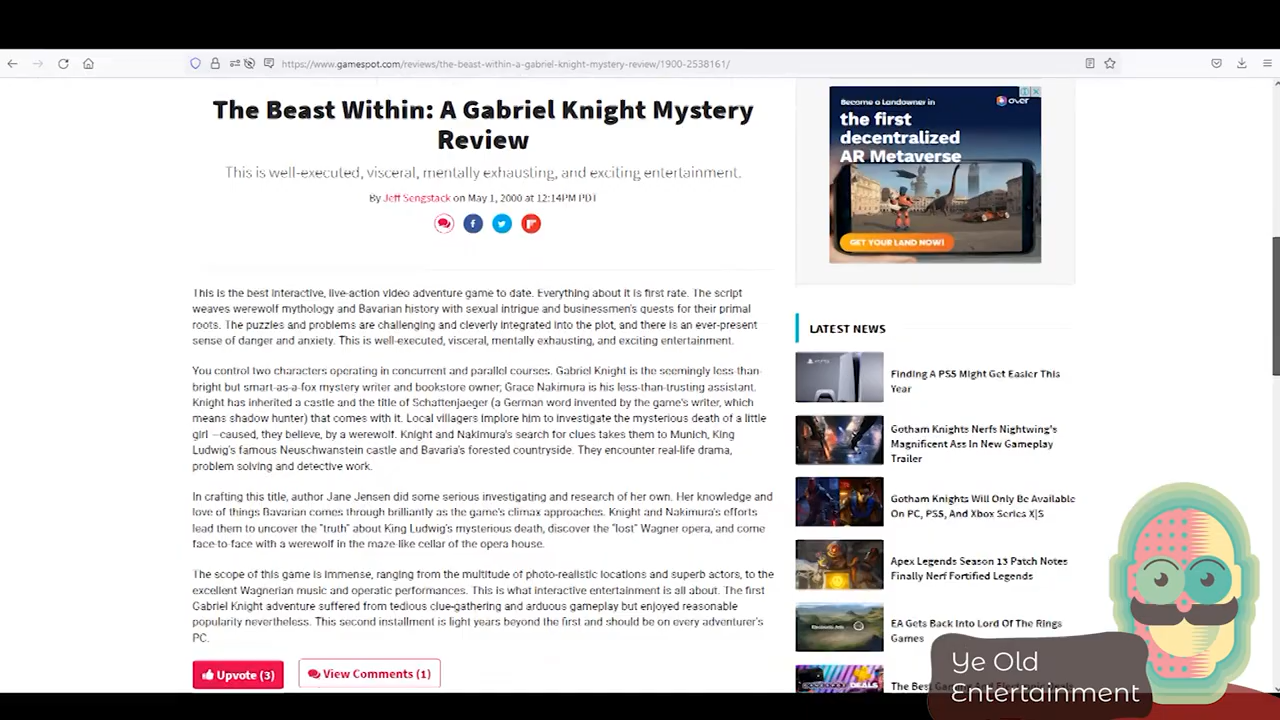 https://www.gamespot.com/reviews/the-beast-within-a-gabriel-knight-mystery-review/1900-2538161/
The Beast Within: A Gabriel Knight Mystery
Review
This is well-executed, visceral, mentally exhausting, and exciting entertainment.
By Jeff Sengstack on May 1, 2000 at 12:14PM PDT
This is the best interactive, live-action video adventure game to date. Everything about it is first rate. The script
weaves werewolf mythology and Bavarian history with sexual intrigue and businessmen's quests for their primal
roots. The puzzles and problems are challenging and cleverly integrated into the plot, and there is an ever-present
sense of danger and anxiety. This is well-executed, visceral, mentally exhausting, and exciting entertainment.
You control two characters operating in concurrent and parallel courses. Gabriel Knight is the seemingly less than-
bright but smart-as-a-fox mystery writer and bookstore owner; Grace Nakimura is his less-than-trusting assistant.
Knight has inherited a castle and the title of Schattenjaeger (a German word invented by the game's writer, which
means shadow hunter) that comes with it. Local villagers implore him to investigate the mysterious death of a little
girl —caused, they believe, by a werewolf. Knight and Nakimura's search for clues takes them to Munich, King
Ludwig's famous Neuschwanstein castle and Bavaria's forested countryside. They encounter real-life drama,
problem solving and detective work.
In crafting this title, author Jane Jensen did some serious investigating and research of her own. Her knowledge and
love of things Bavarian comes through brilliantly as the game's climax approaches. Knight and Nakimura's efforts
lead them to uncover the "truth" about King Ludwig's mysterious death, discover the "lost" Wagner opera, and come
face-to-face with a werewolf in the maze-like cellar of the opera house.
The scope of this game is immense, ranging from the multitude of photo-realistic locations and superb actors, to the
excellent Wagnerian music and operatic performances. This is what interactive entertainment is all about. The first
Gabriel Knight adventure suffered from tedious clue-gathering and arduous gameplay but enjoyed reasonable
popularity nevertheless. This second installment is light years beyond the first and should be on every adventurer's
PC.
Upvote (3)
View Comments (1)
Become a Landowner in
over
the first
decentralized
AR Metaverse
GET YOUR LAND NOW!
LATEST NEWS
Finding A PS5 Might Get Easier This
Year
Gotham Knights Nerfs Nightwing's
Magnificent Ass In New Gameplay
Trailer
Gotham Knights Will Only Be Available
On PC, PS5, And Xbox Series X|S
Apex Legends Season 13 Patch Notes
Finally Nerf Fortified Legends
EA Gets Back Into Lord Of The Rings
Games
The Best
Ye Old
Entertainment